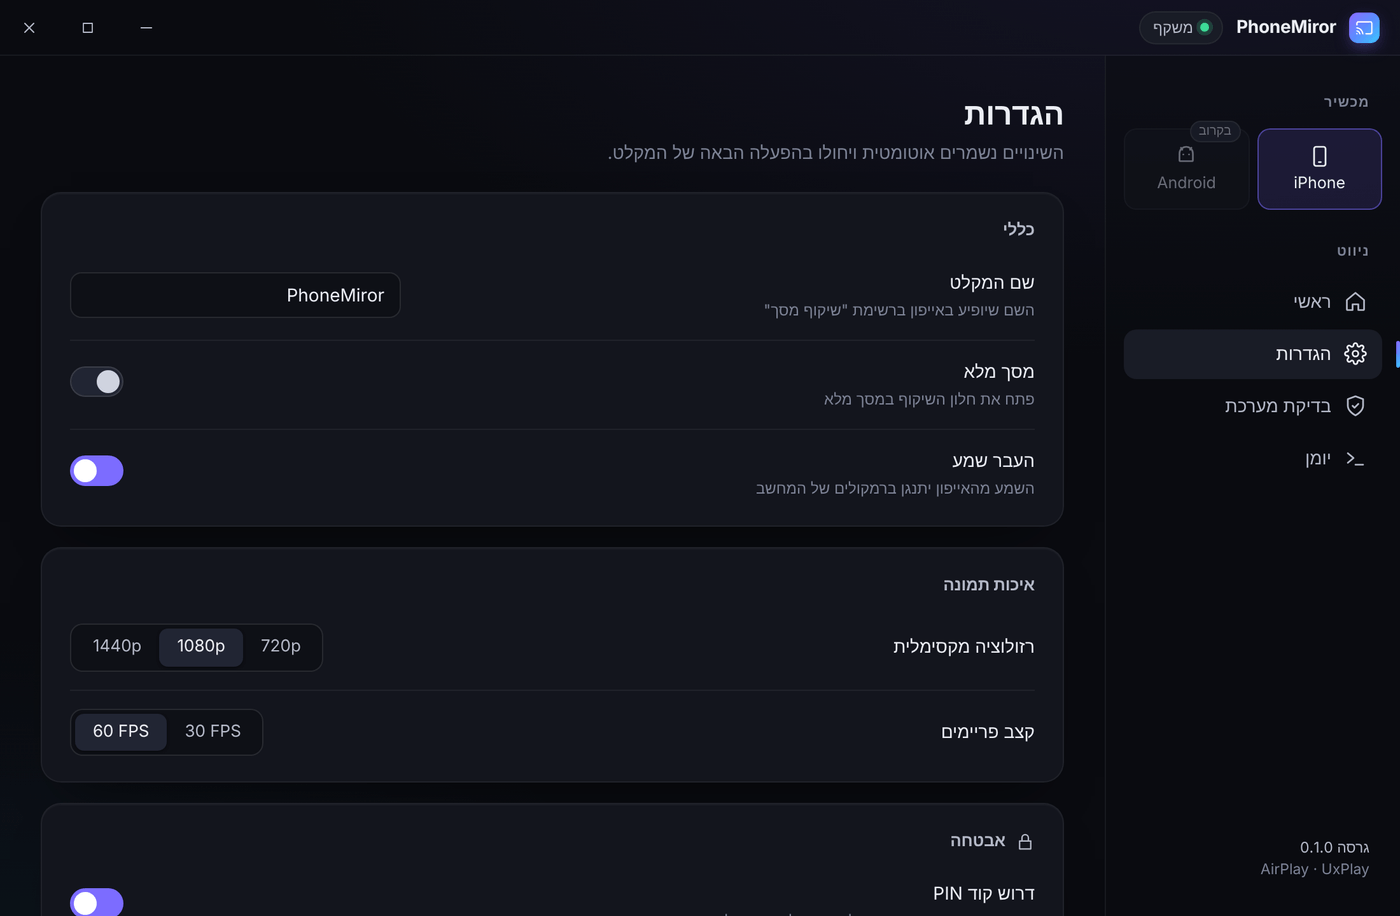 PhoneMiror
משקף
מכשיר
iPhone
Android
בקרוב
ניווט
ראשי
הגדרות
בדיקת מערכת
יומן
גרסה 0.1.0
AirPlay · UxPlay
הגדרות
השינויים נשמרים אוטומטית ויחולו בהפעלה הבאה של המקלט.
כללי
שם המקלט
השם שיופיע באייפון ברשימת "שיקוף מסך"
PhoneMiror
מסך מלא
פתח את חלון השיקוף במסך מלא
העבר שמע
השמע מהאייפון יתנגן ברמקולים של המחשב
איכות תמונה
רזולוציה מקסימלית
720p 1080p 1440p
קצב פריימים
30 FPS 60 FPS
אבטחה
דרוש קוד PIN